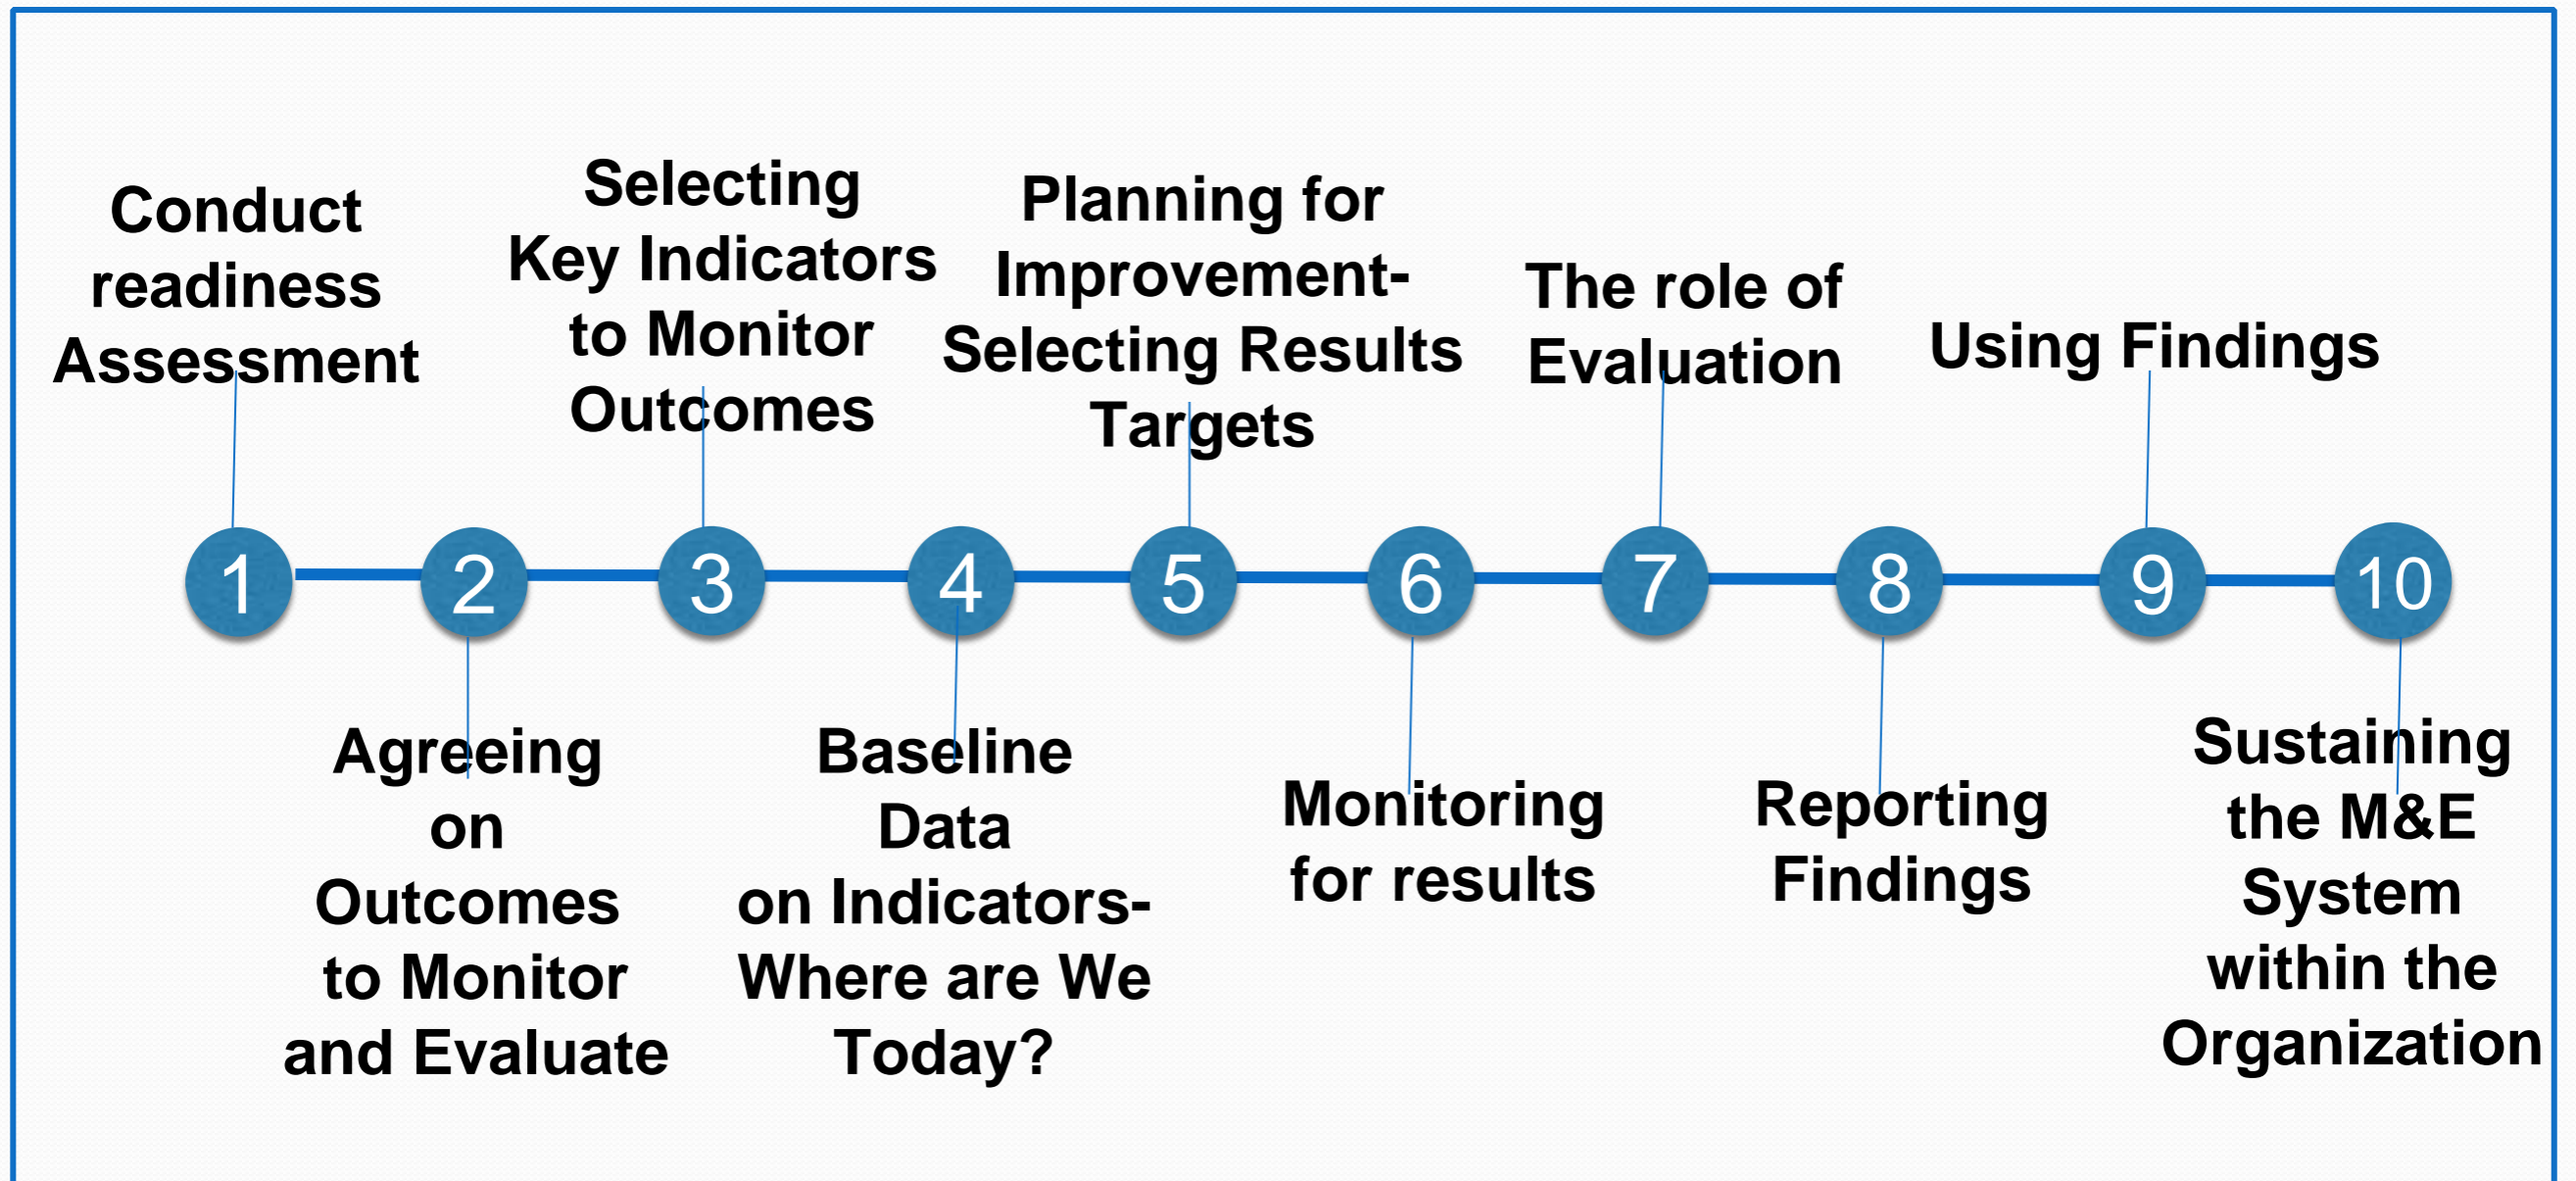 Conduct
readiness
Assessment
Selecting
Key Indicators
to Monitor
Outcomes
Planning for
Improvement-
Selecting Results
Targets
The role of
Evaluation
Using Findings
1
2
3
4
5
6
7
8
9
10
Agreeing
on
Outcomes
to Monitor
and Evaluate
Baseline
Data
on Indicators-
Where are We
Today?
Monitoring
for results
Reporting
Findings
Sustaining
the M&E
System
within the
Organization